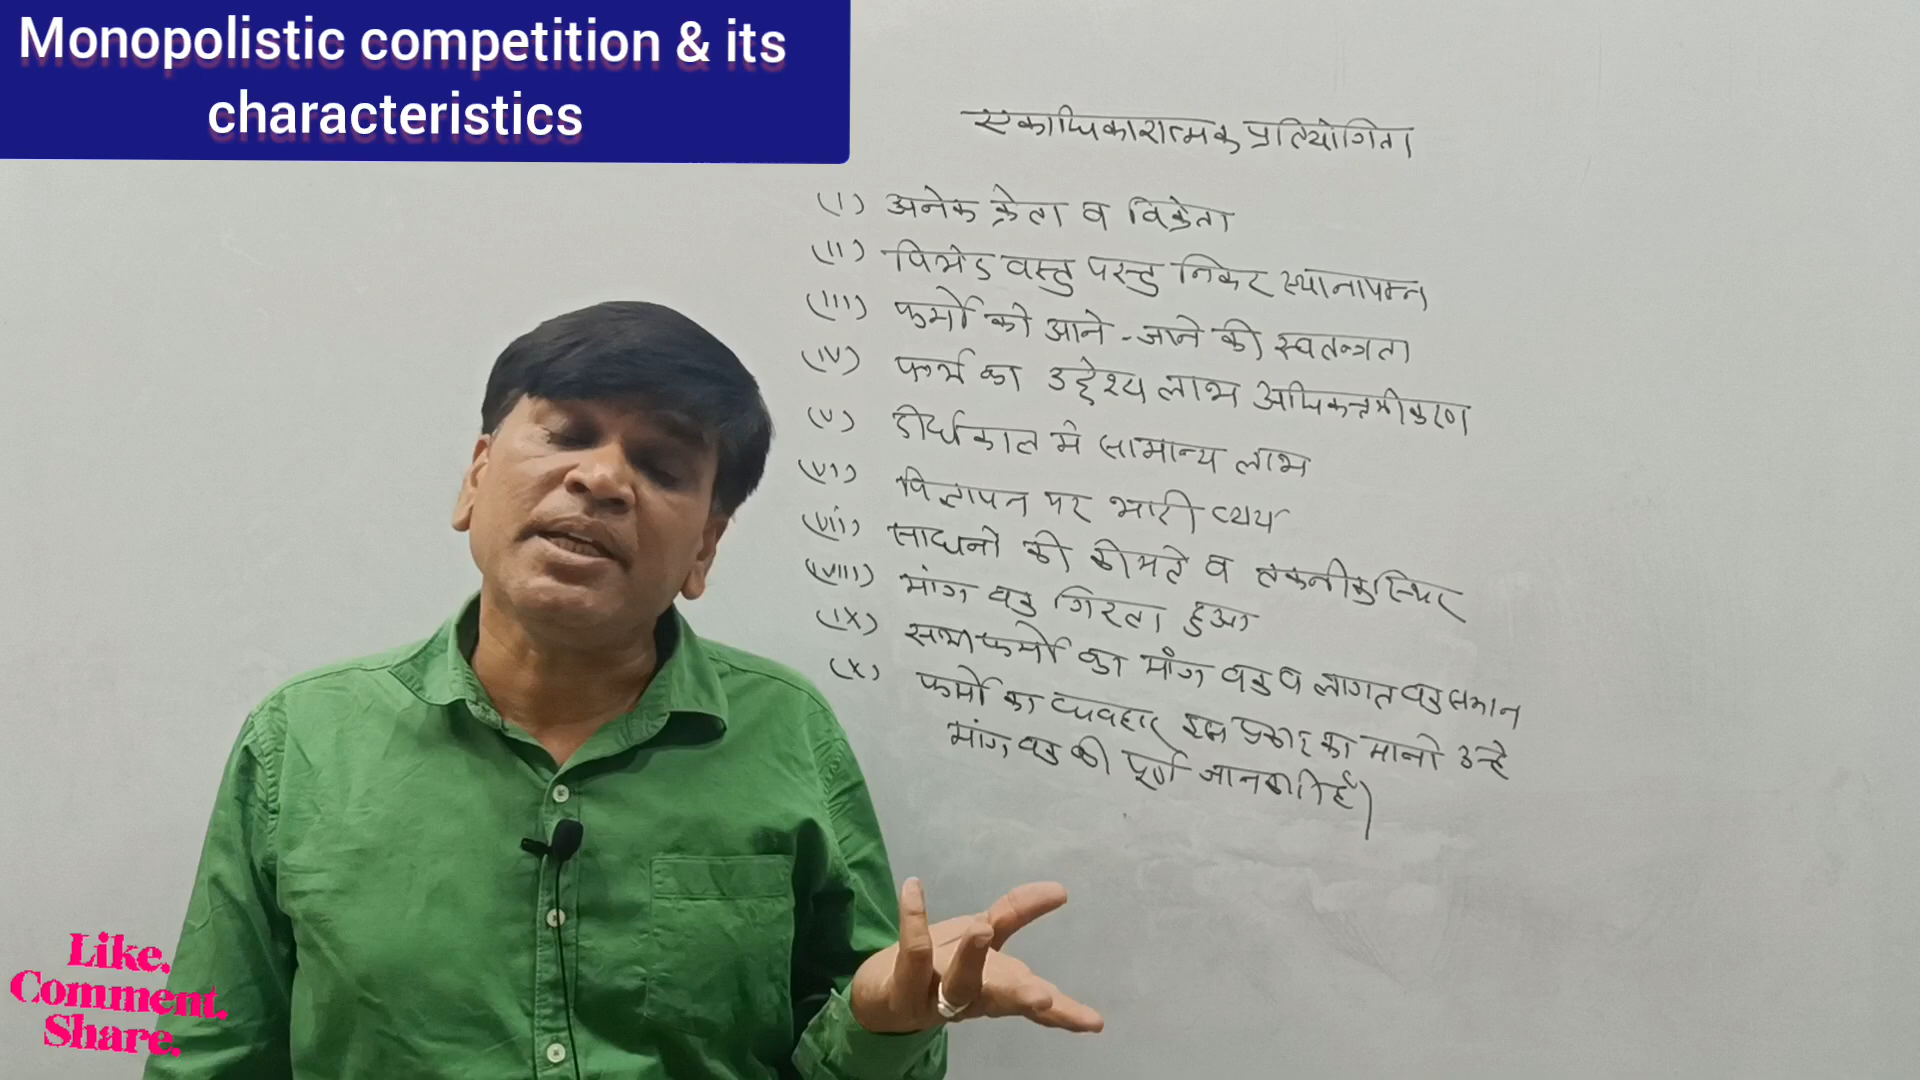 Monopolistic competition & its
characteristics
एकाधिकारात्मक प्रतियोगिता
(I) अनेक क्रेता व विक्रेता
(II) विभेद वस्तु परन्तु निकट स्थानापन्न
(III) फर्मो को आने-जाने की स्वतन्त्रता
(IV) फर्म का उद्देश्य लाभ अधिकतमीकरण
(V) दीर्घकाल मे सामान्य लाभ
(VI) विज्ञापन पर भारी व्यय
(VII) साधनो की कीमते व तकनीक स्थिर
(VIII) मांग वक्र गिरता हुआ
(IX) सभी फर्मो का मांग वक्र व लागत वक्र समान
(X) फर्मो का व्यवहार इस प्रकार का मानो उन्हे
मांग वक्र की पूर्ण जानकारी है।
Like.
Comment.
Share.